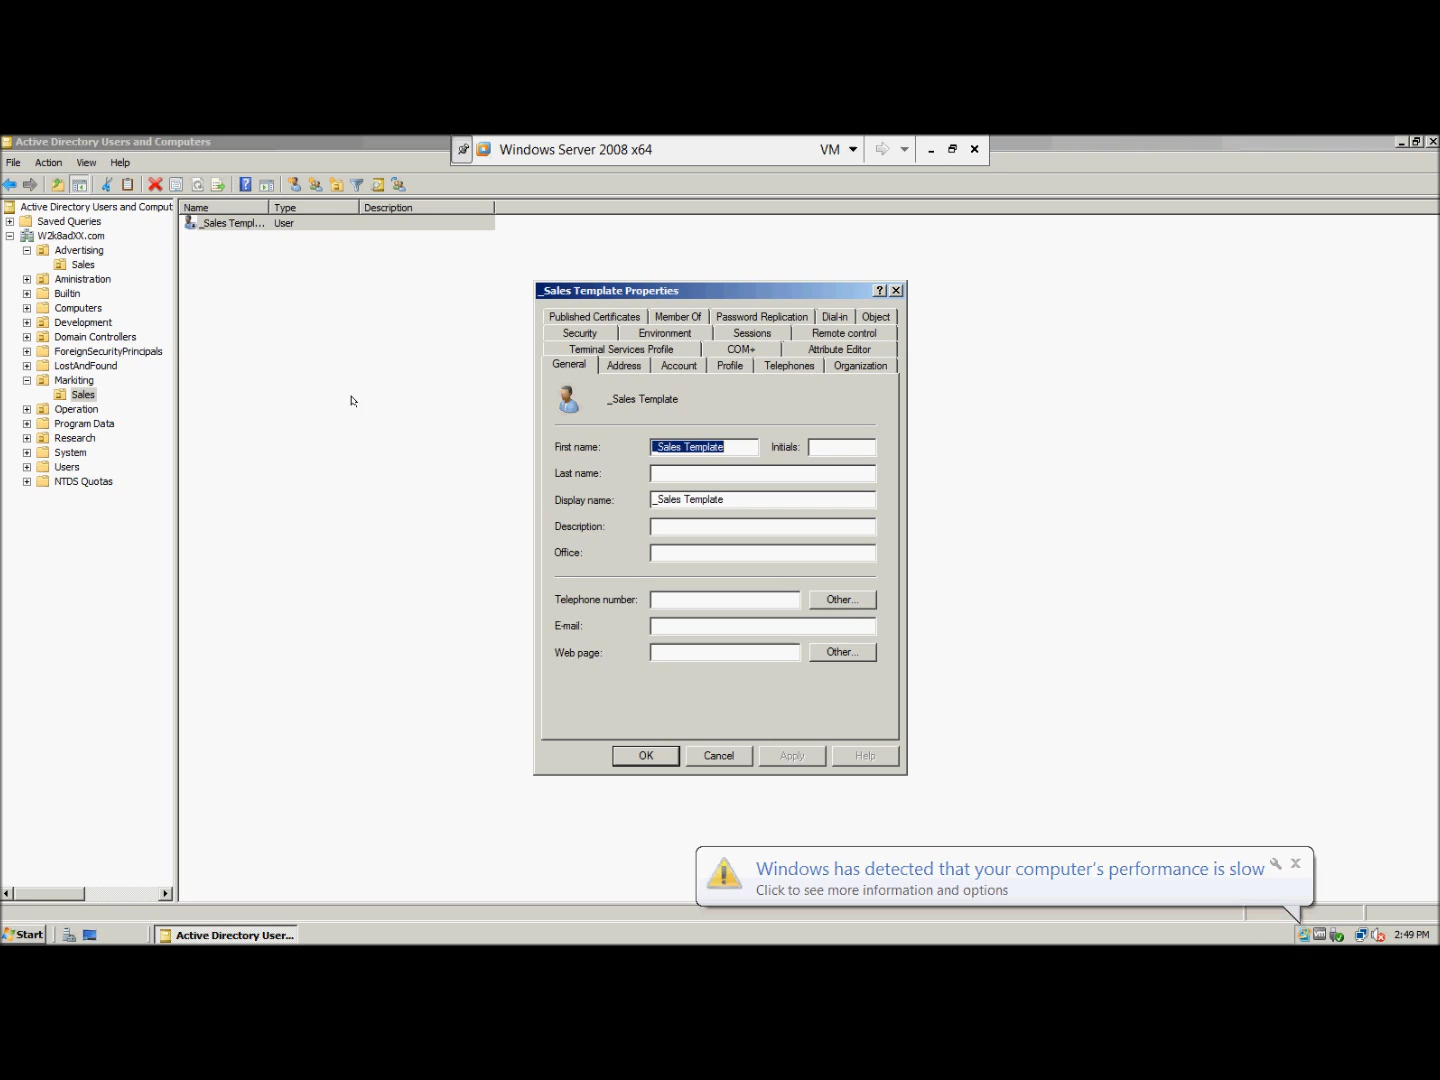 Active Directory Users and Computers
Windows Server 2008 x64
VM
File Action View Help
Active Directory Users and Comput
Saved Queries
W2k8adXX.com
Advertising
Sales
Aministration
Builtin
Computers
Development
Domain Controllers
ForeignSecurityPrincipals
LostAndFound
Markiting
Sales
Operation
Program Data
Research
System
Users
NTDS Quotas
Name Type Description
_Sales Templ... User
_Sales Template Properties
Published Certificates Member Of Password Replication Dial-in Object
Security Environment Sessions Remote control
Terminal Services Profile COM+ Attribute Editor
General Address Account Profile Telephones Organization
_Sales Template
First name: _Sales Template Initials:
Last name:
Display name: _Sales Template
Description:
Office:
Telephone number: Other...
E-mail:
Web page: Other...
OK Cancel Apply Help
Windows has detected that your computer's performance is slow
Click to see more information and options
Start Active Directory User... 2:49 PM